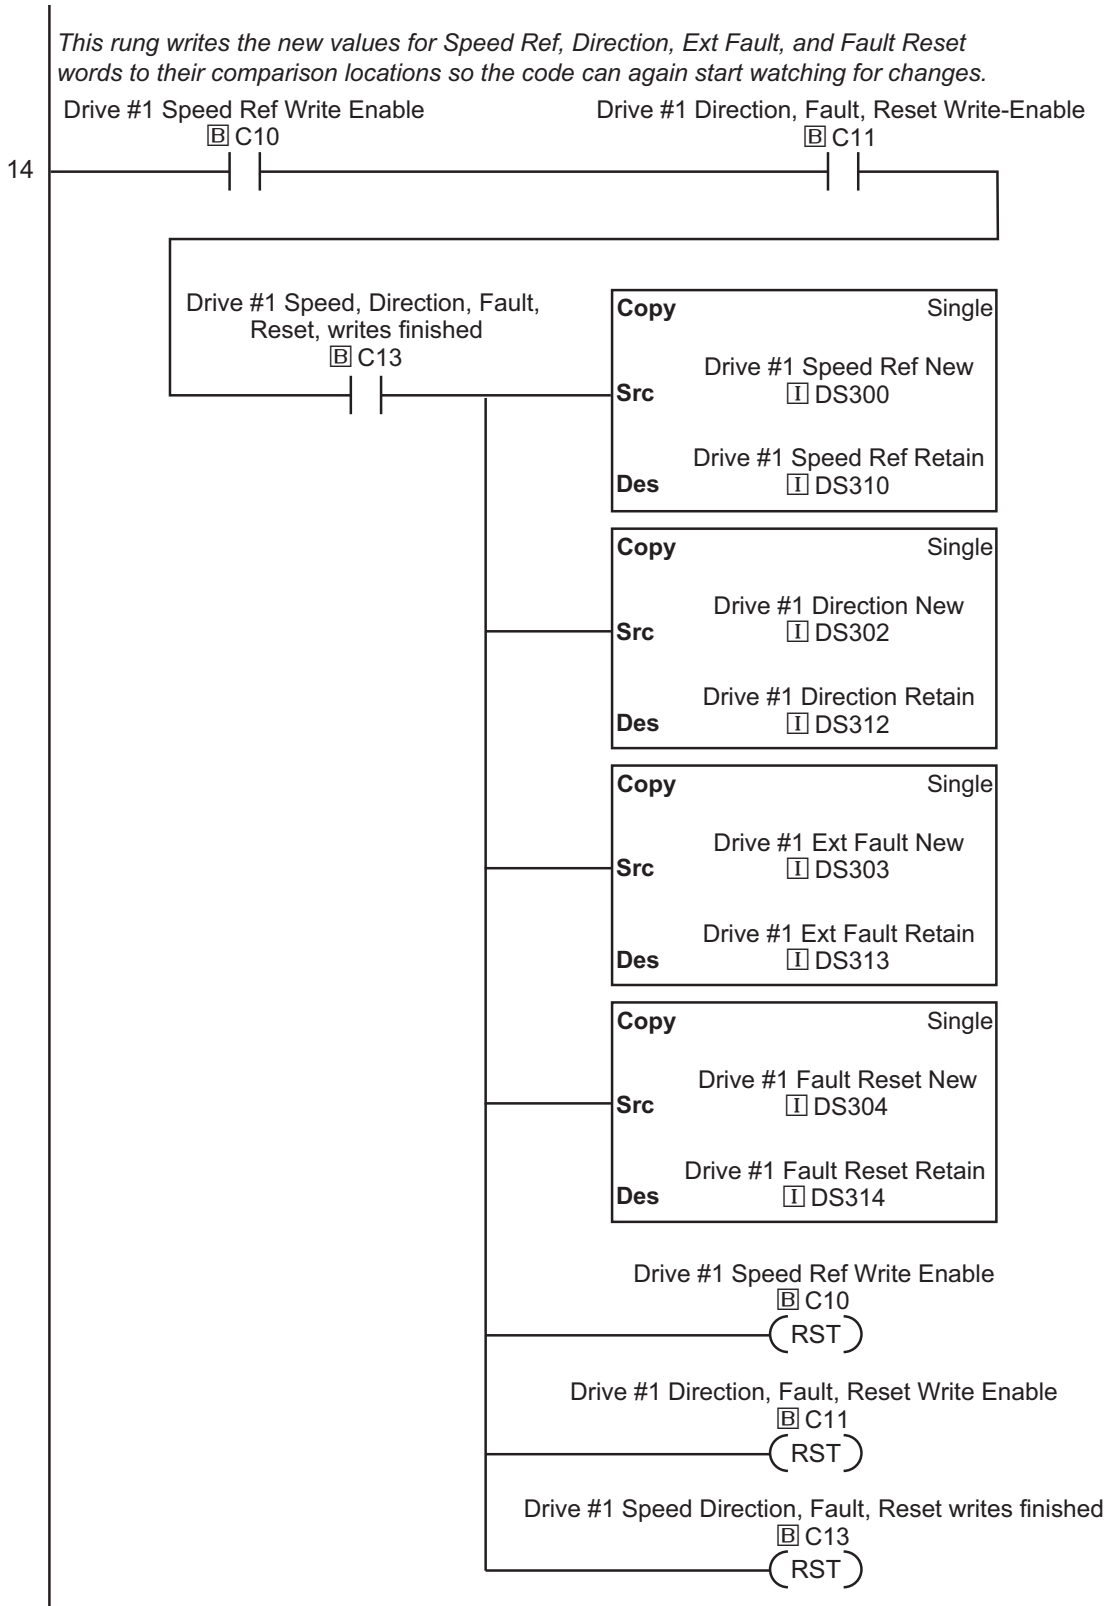 This rung writes the new values for Speed Ref, Direction, Ext Fault, and Fault Reset
words to their comparison locations so the code can again start watching for changes.
Drive #1 Speed Ref Write Enable
B C10
Drive #1 Direction, Fault, Reset Write-Enable
B C11
14
Drive #1 Speed, Direction, Fault,
Reset, writes finished
B C13
Copy Single
Drive #1 Speed Ref New
Src I DS300
Drive #1 Speed Ref Retain
Des I DS310
Copy Single
Drive #1 Direction New
Src I DS302
Drive #1 Direction Retain
Des I DS312
Copy Single
Drive #1 Ext Fault New
Src I DS303
Drive #1 Ext Fault Retain
Des I DS313
Copy Single
Drive #1 Fault Reset New
Src I DS304
Drive #1 Fault Reset Retain
Des I DS314
Drive #1 Speed Ref Write Enable
B C10
RST
Drive #1 Direction, Fault, Reset Write Enable
B C11
RST
Drive #1 Speed Direction, Fault, Reset writes finished
B C13
RST